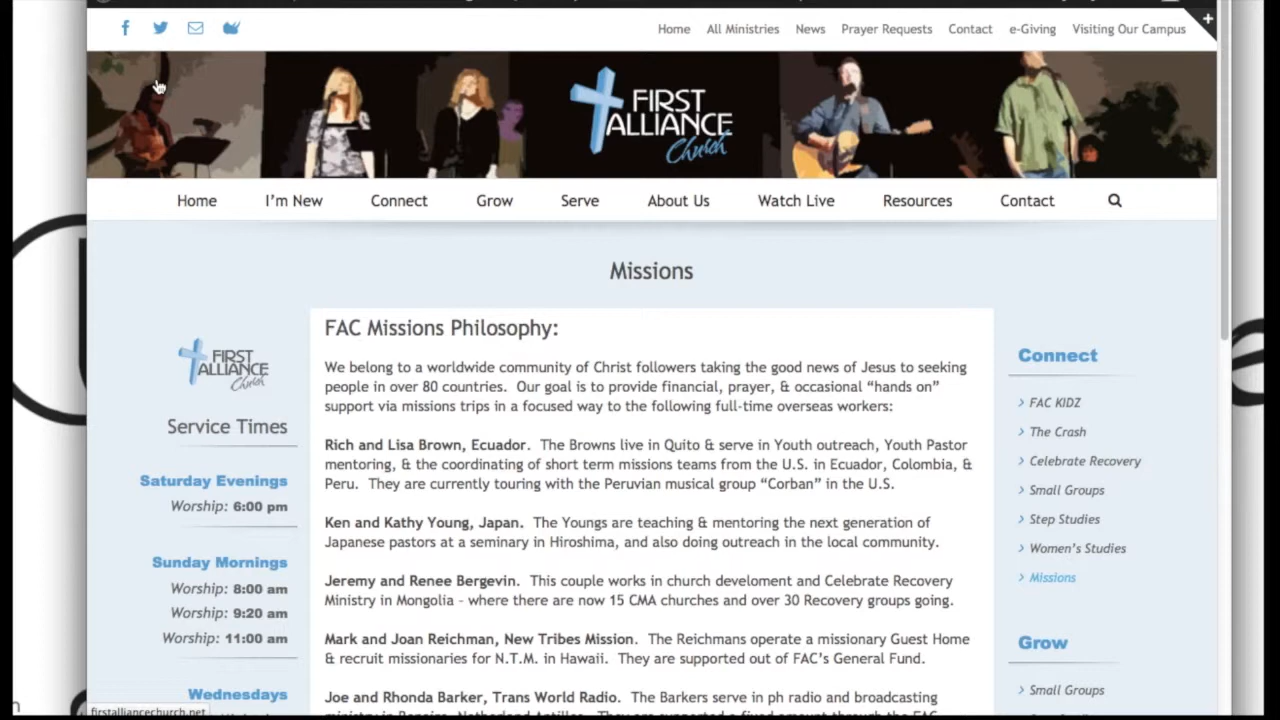 Home All Ministries News Prayer Requests Contact e-Giving Visiting Our Campus
FIRST
ALLIANCE
Church
Home I'm New Connect Grow Serve About Us Watch Live Resources Contact
Missions
FIRST
ALLIANCE
Church
Service Times
Saturday Evenings
Worship: 6:00 pm
Sunday Mornings
Worship: 8:00 am
Worship: 9:20 am
Worship: 11:00 am
Wednesdays
FAC Missions Philosophy:
We belong to a worldwide community of Christ followers taking the good news of Jesus to seeking
people in over 80 countries. Our goal is to provide financial, prayer, & occasional “hands on”
support via missions trips in a focused way to the following full-time overseas workers:
Rich and Lisa Brown, Ecuador. The Browns live in Quito & serve in Youth outreach, Youth Pastor
mentoring, & the coordinating of short term missions teams from the U.S. in Ecuador, Colombia, &
Peru. They are currently touring with the Peruvian musical group “Corban” in the U.S.
Ken and Kathy Young, Japan. The Youngs are teaching & mentoring the next generation of
Japanese pastors at a seminary in Hiroshima, and also doing outreach in the local community.
Jeremy and Renee Bergevin. This couple works in church develoment and Celebrate Recovery
Ministry in Mongolia – where there are now 15 CMA churches and over 30 Recovery groups going.
Mark and Joan Reichman, New Tribes Mission. The Reichmans operate a missionary Guest Home
& recruit missionaries for N.T.M. in Hawaii. They are supported out of FAC's General Fund.
Joe and Rhonda Barker, Trans World Radio. The Barkers serve in ph radio and broadcasting
Connect
FAC KIDZ
The Crash
Celebrate Recovery
Small Groups
Step Studies
Women's Studies
Missions
Grow
Small Groups
firstalliancechurch.net